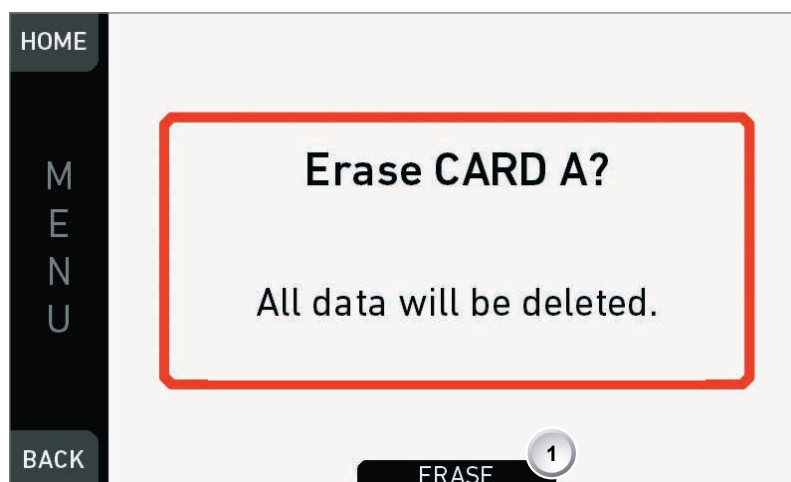 HOME
M
E
N
U
Erase CARD A?
All data will be deleted.
BACK
ERASE
1